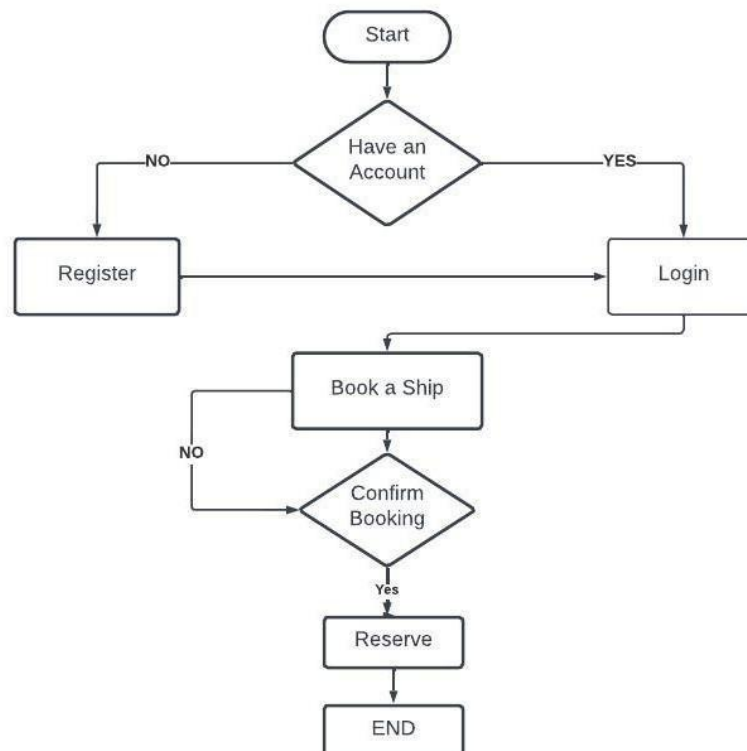 Start
Have an
Account
NO
YES
Register
Login
Book a Ship
NO
Confirm
Booking
Yes
Reserve
END